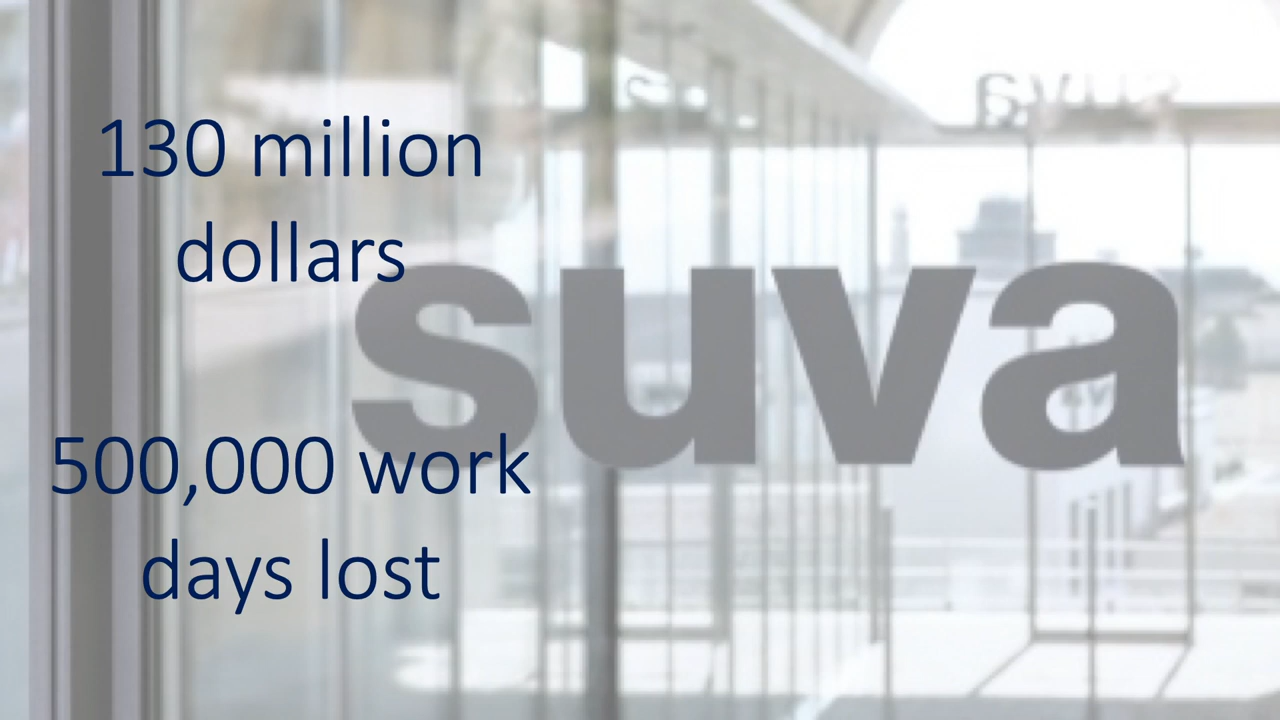 130 million
dollars
suva
500,000 work
days lost